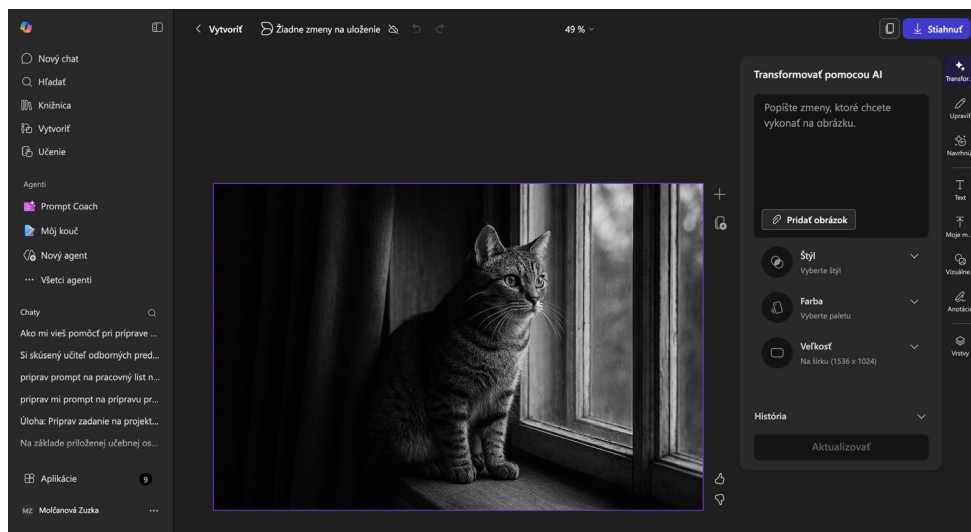 Nový chat
Hľadať
Knižnica
Vytvoriť
Učenie
Agenti
Prompt Coach
Môj kouč
Nový agent
Všetci agenti
Chaty
Ako mi vieš pomôcť pri príprave ...
Si skúsený učiteľ odborných pred...
priprav prompt na pracovný list n...
priprav mi prompt na prípravu pr...
Úloha: Priprav zadanie na projekt...
Na základe priloženej učebnej os...
Aplikácie 9
MZ Molčanová Zuzka
Vytvoriť Žiadne zmeny na uloženie 49 % Stiahnuť
Transformovať pomocou AI
Popíšte zmeny, ktoré chcete
vykonať na obrázku.
Pridať obrázok
Štýl
Vyberte štýl
Farba
Vyberte paletu
Veľkosť
Na šírku (1536 x 1024)
História
Aktualizovať
Transfor...
Upraviť
Navrhnú
Text
Moje m...
Vizuálne
Anotácie
Vrstvy